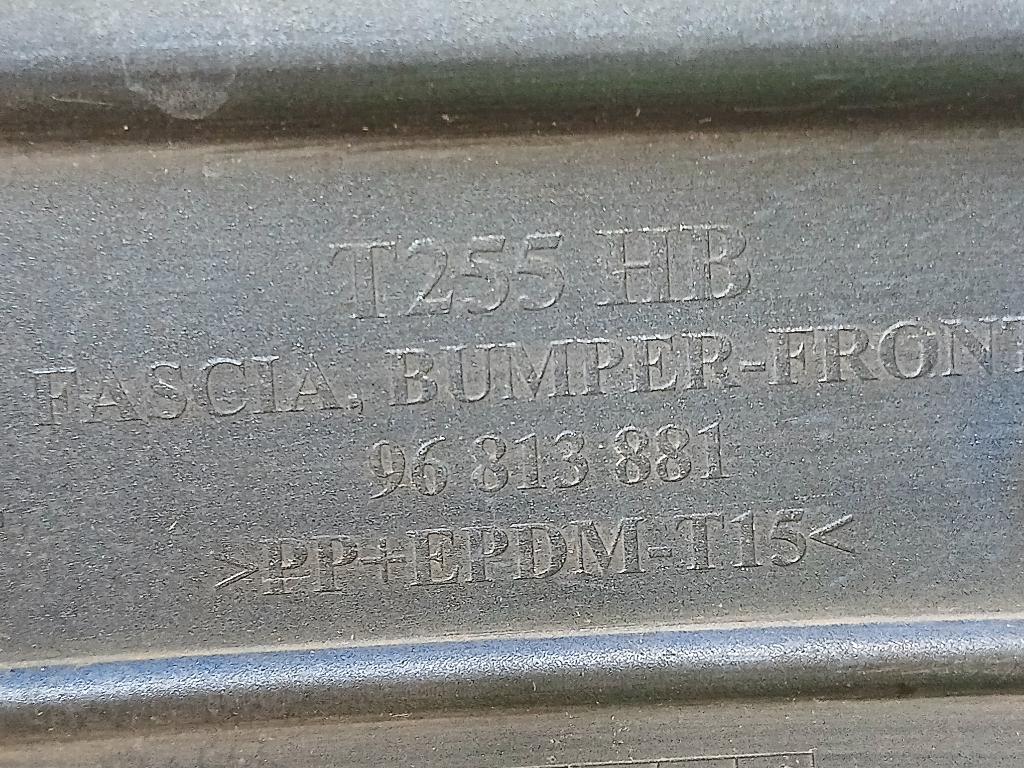 T255 HB
FASCIA, BUMPER-FRONT
96 813 881
>PP+EPDM-T15<